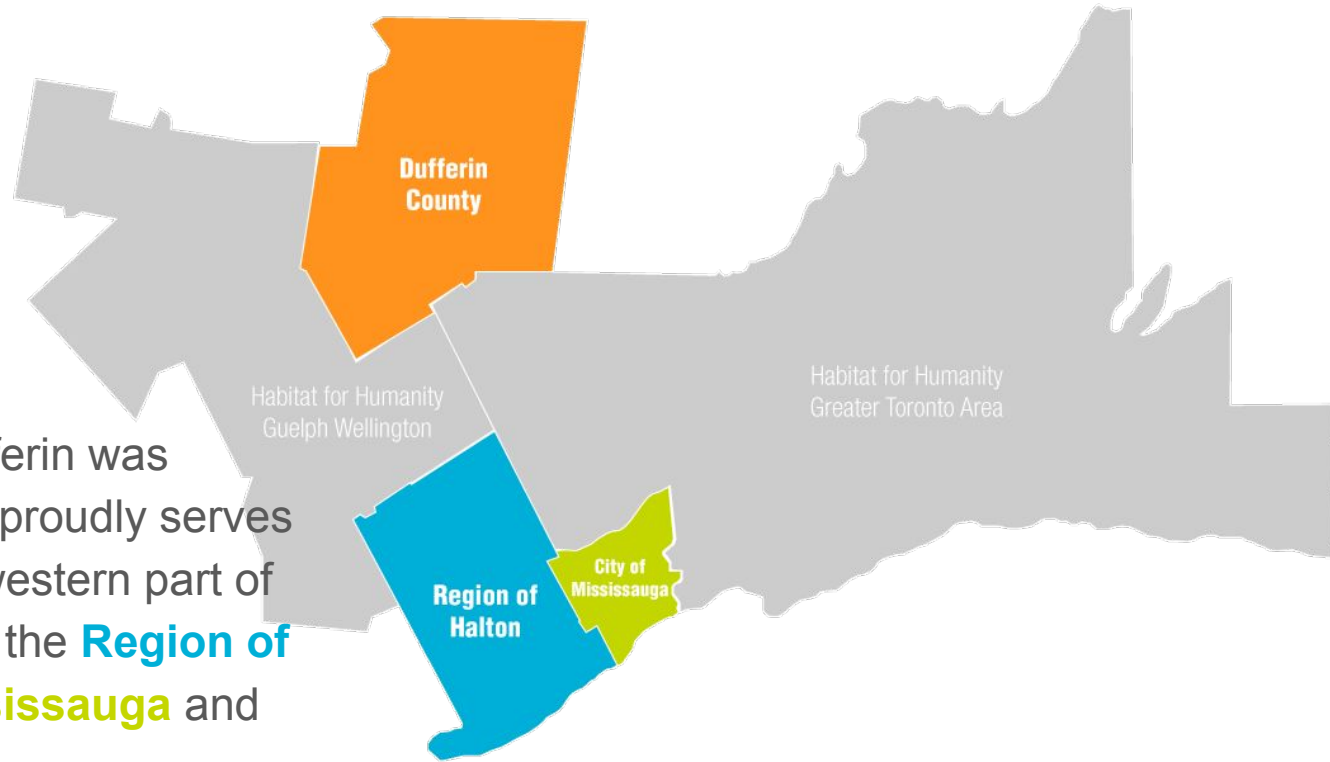 Dufferin
County
Habitat for Humanity
Guelph Wellington
Habitat for Humanity
Greater Toronto Area
City of
Mississauga
Region of
Halton
ferin was
proudly serves
western part of
the Region of
sissauga and